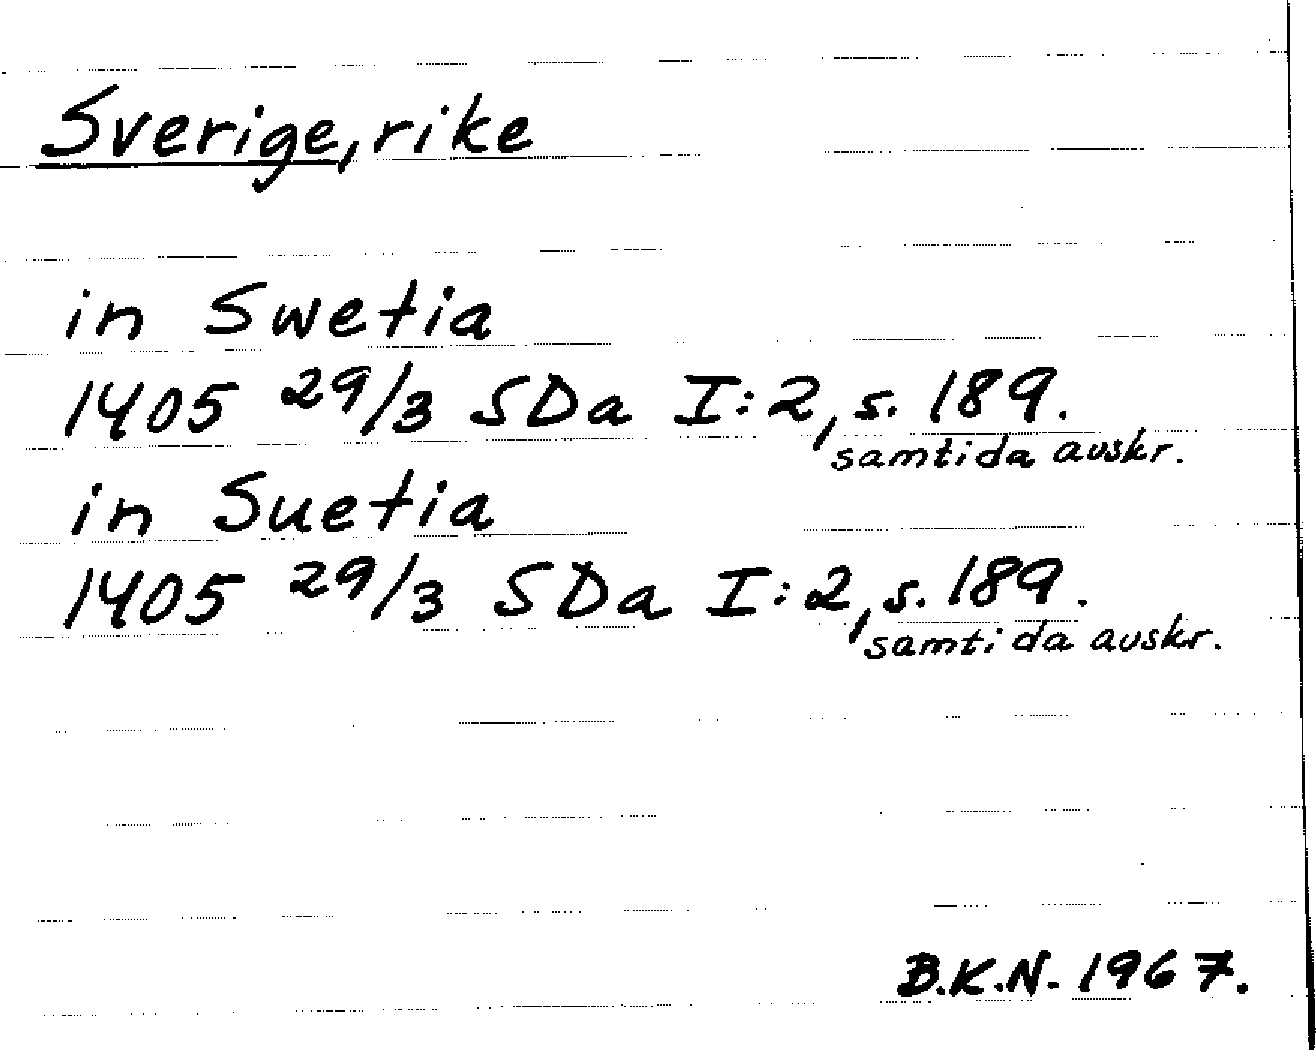 Sverige, rike
in Swetia
1405 29/3 SDa I:2, s. 189.
samtida avskr.
in Suetia
1405 29/3 SDa I:2, s. 189.
samtida avskr.
B.K.N. 1967.